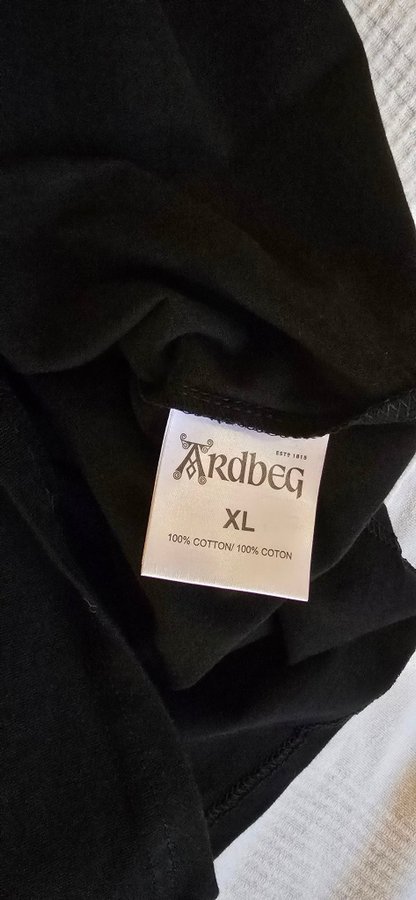 ESTD 1815
ARdbEG
XL
100% COTTON/ 100% COTON